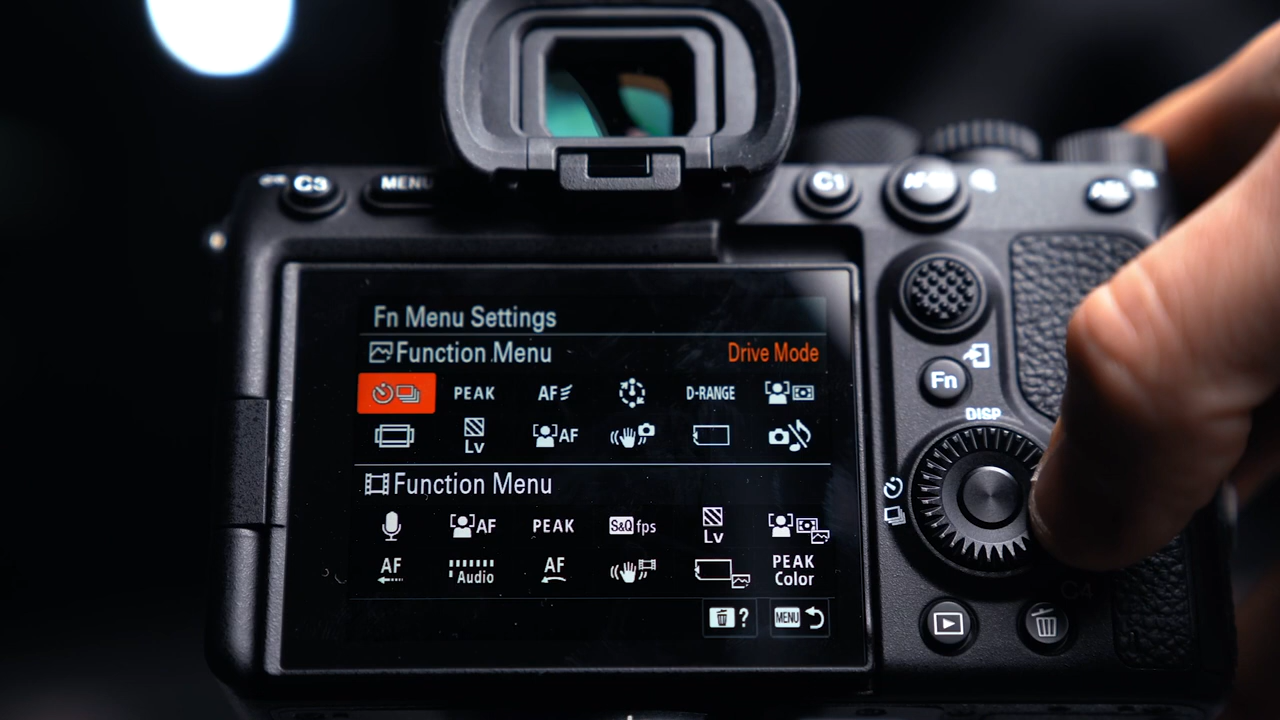 C3 MENU C1 AF-ON AEL
Fn Menu Settings
Function Menu Drive Mode
PEAK AF D-RANGE
Lv AF
Function Menu
AF PEAK S&Q fps Lv
AF Audio AF PEAK Color
? MENU
Fn
DISP
C4